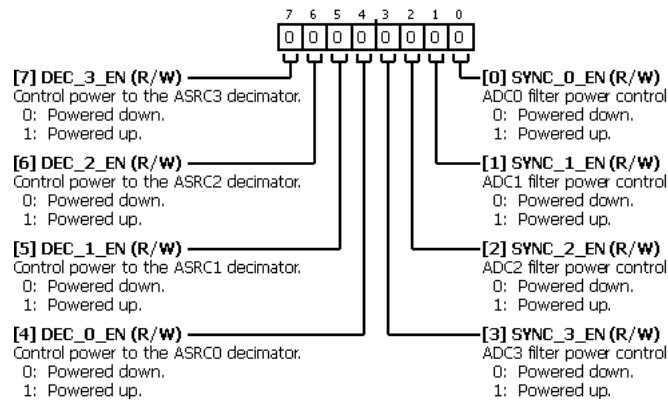 7 6 5 4 3 2 1 0
0 0 0 0 0 0 0 0
[7] DEC_3_EN (R/W)
Control power to the ASRC3 decimator.
0: Powered down.
1: Powered up.
[6] DEC_2_EN (R/W)
Control power to the ASRC2 decimator.
0: Powered down.
1: Powered up.
[5] DEC_1_EN (R/W)
Control power to the ASRC1 decimator.
0: Powered down.
1: Powered up.
[4] DEC_0_EN (R/W)
Control power to the ASRC0 decimator.
0: Powered down.
1: Powered up.
[0] SYNC_0_EN (R/W)
ADC0 filter power control
0: Powered down.
1: Powered up.
[1] SYNC_1_EN (R/W)
ADC1 filter power control
0: Powered down.
1: Powered up.
[2] SYNC_2_EN (R/W)
ADC2 filter power control
0: Powered down.
1: Powered up.
[3] SYNC_3_EN (R/W)
ADC3 filter power control
0: Powered down.
1: Powered up.